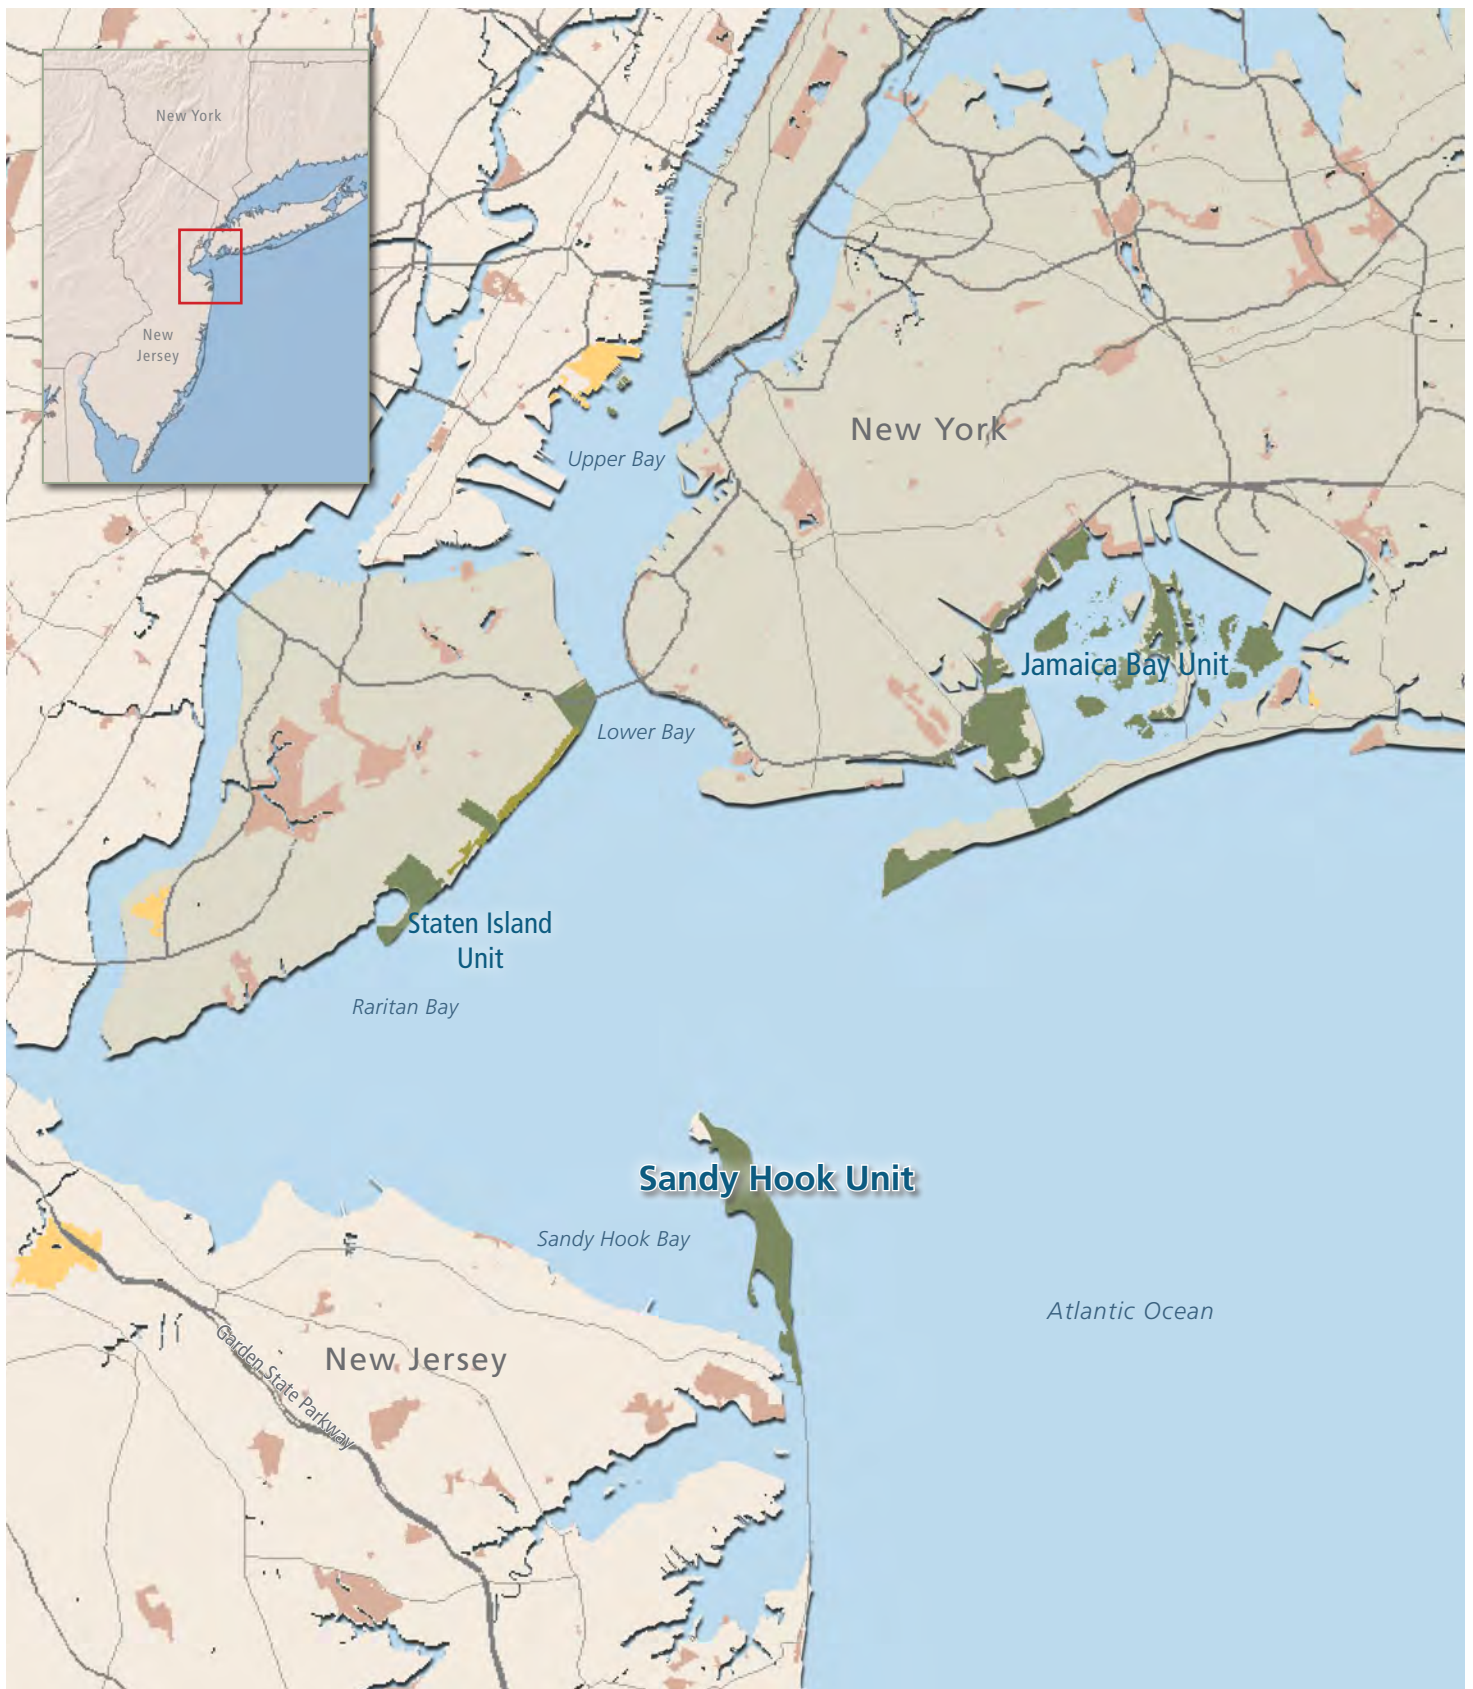 New York
New
Jersey
New York
Upper Bay
Jamaica Bay Unit
Lower Bay
Staten Island
Unit
Raritan Bay
Sandy Hook Unit
Sandy Hook Bay
Atlantic Ocean
New Jersey
Garden State Parkway